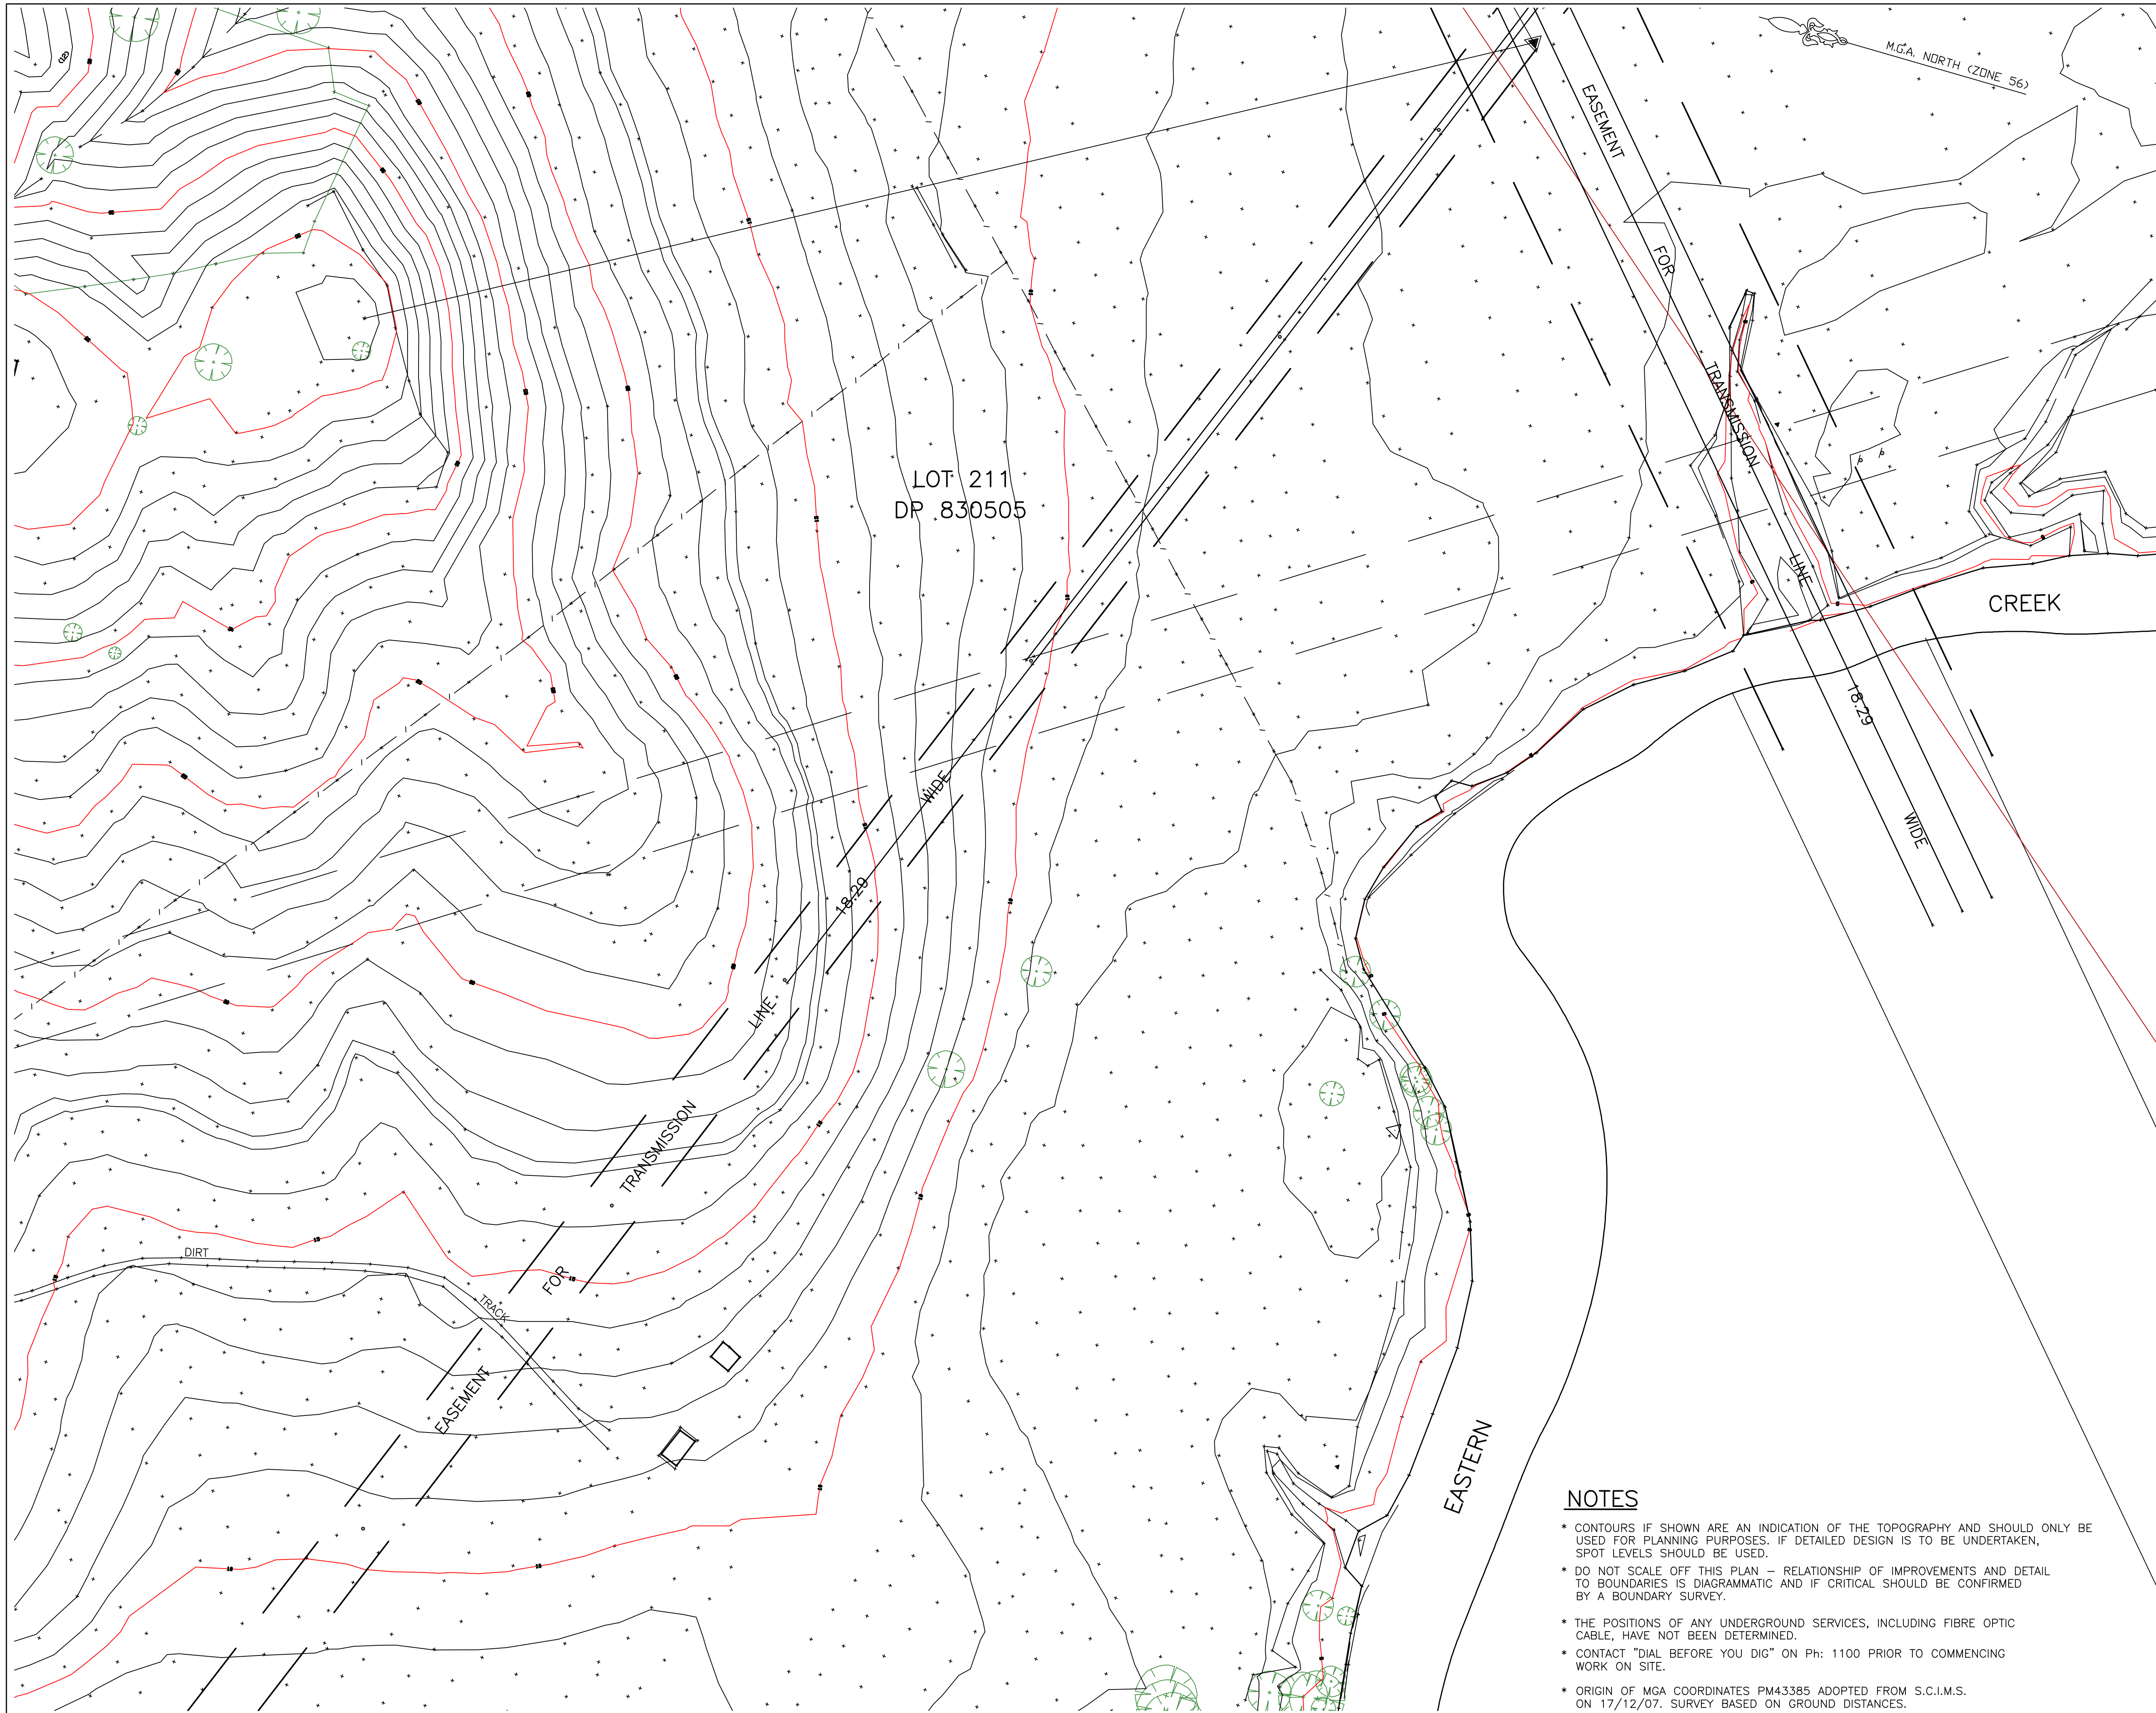 M.G.A. NORTH (ZONE 56)
EASEMENT
FOR
TRANSMISSION
LINE
18.29
WIDE
LOT 211
DP 830505
CREEK
WIDE
18.29
LINE
TRANSMISSION
FOR
EASEMENT
DIRT
TRACK
EASTERN
NOTES
* CONTOURS IF SHOWN ARE AN INDICATION OF THE TOPOGRAPHY AND SHOULD ONLY BE
USED FOR PLANNING PURPOSES. IF DETAILED DESIGN IS TO BE UNDERTAKEN,
SPOT LEVELS SHOULD BE USED.
* DO NOT SCALE OFF THIS PLAN – RELATIONSHIP OF IMPROVEMENTS AND DETAIL
TO BOUNDARIES IS DIAGRAMMATIC AND IF CRITICAL SHOULD BE CONFIRMED
BY A BOUNDARY SURVEY.
* THE POSITIONS OF ANY UNDERGROUND SERVICES, INCLUDING FIBRE OPTIC
CABLE, HAVE NOT BEEN DETERMINED.
* CONTACT "DIAL BEFORE YOU DIG" ON Ph: 1100 PRIOR TO COMMENCING
WORK ON SITE.
* ORIGIN OF MGA COORDINATES PM43385 ADOPTED FROM S.C.I.M.S.
ON 17/12/07. SURVEY BASED ON GROUND DISTANCES.